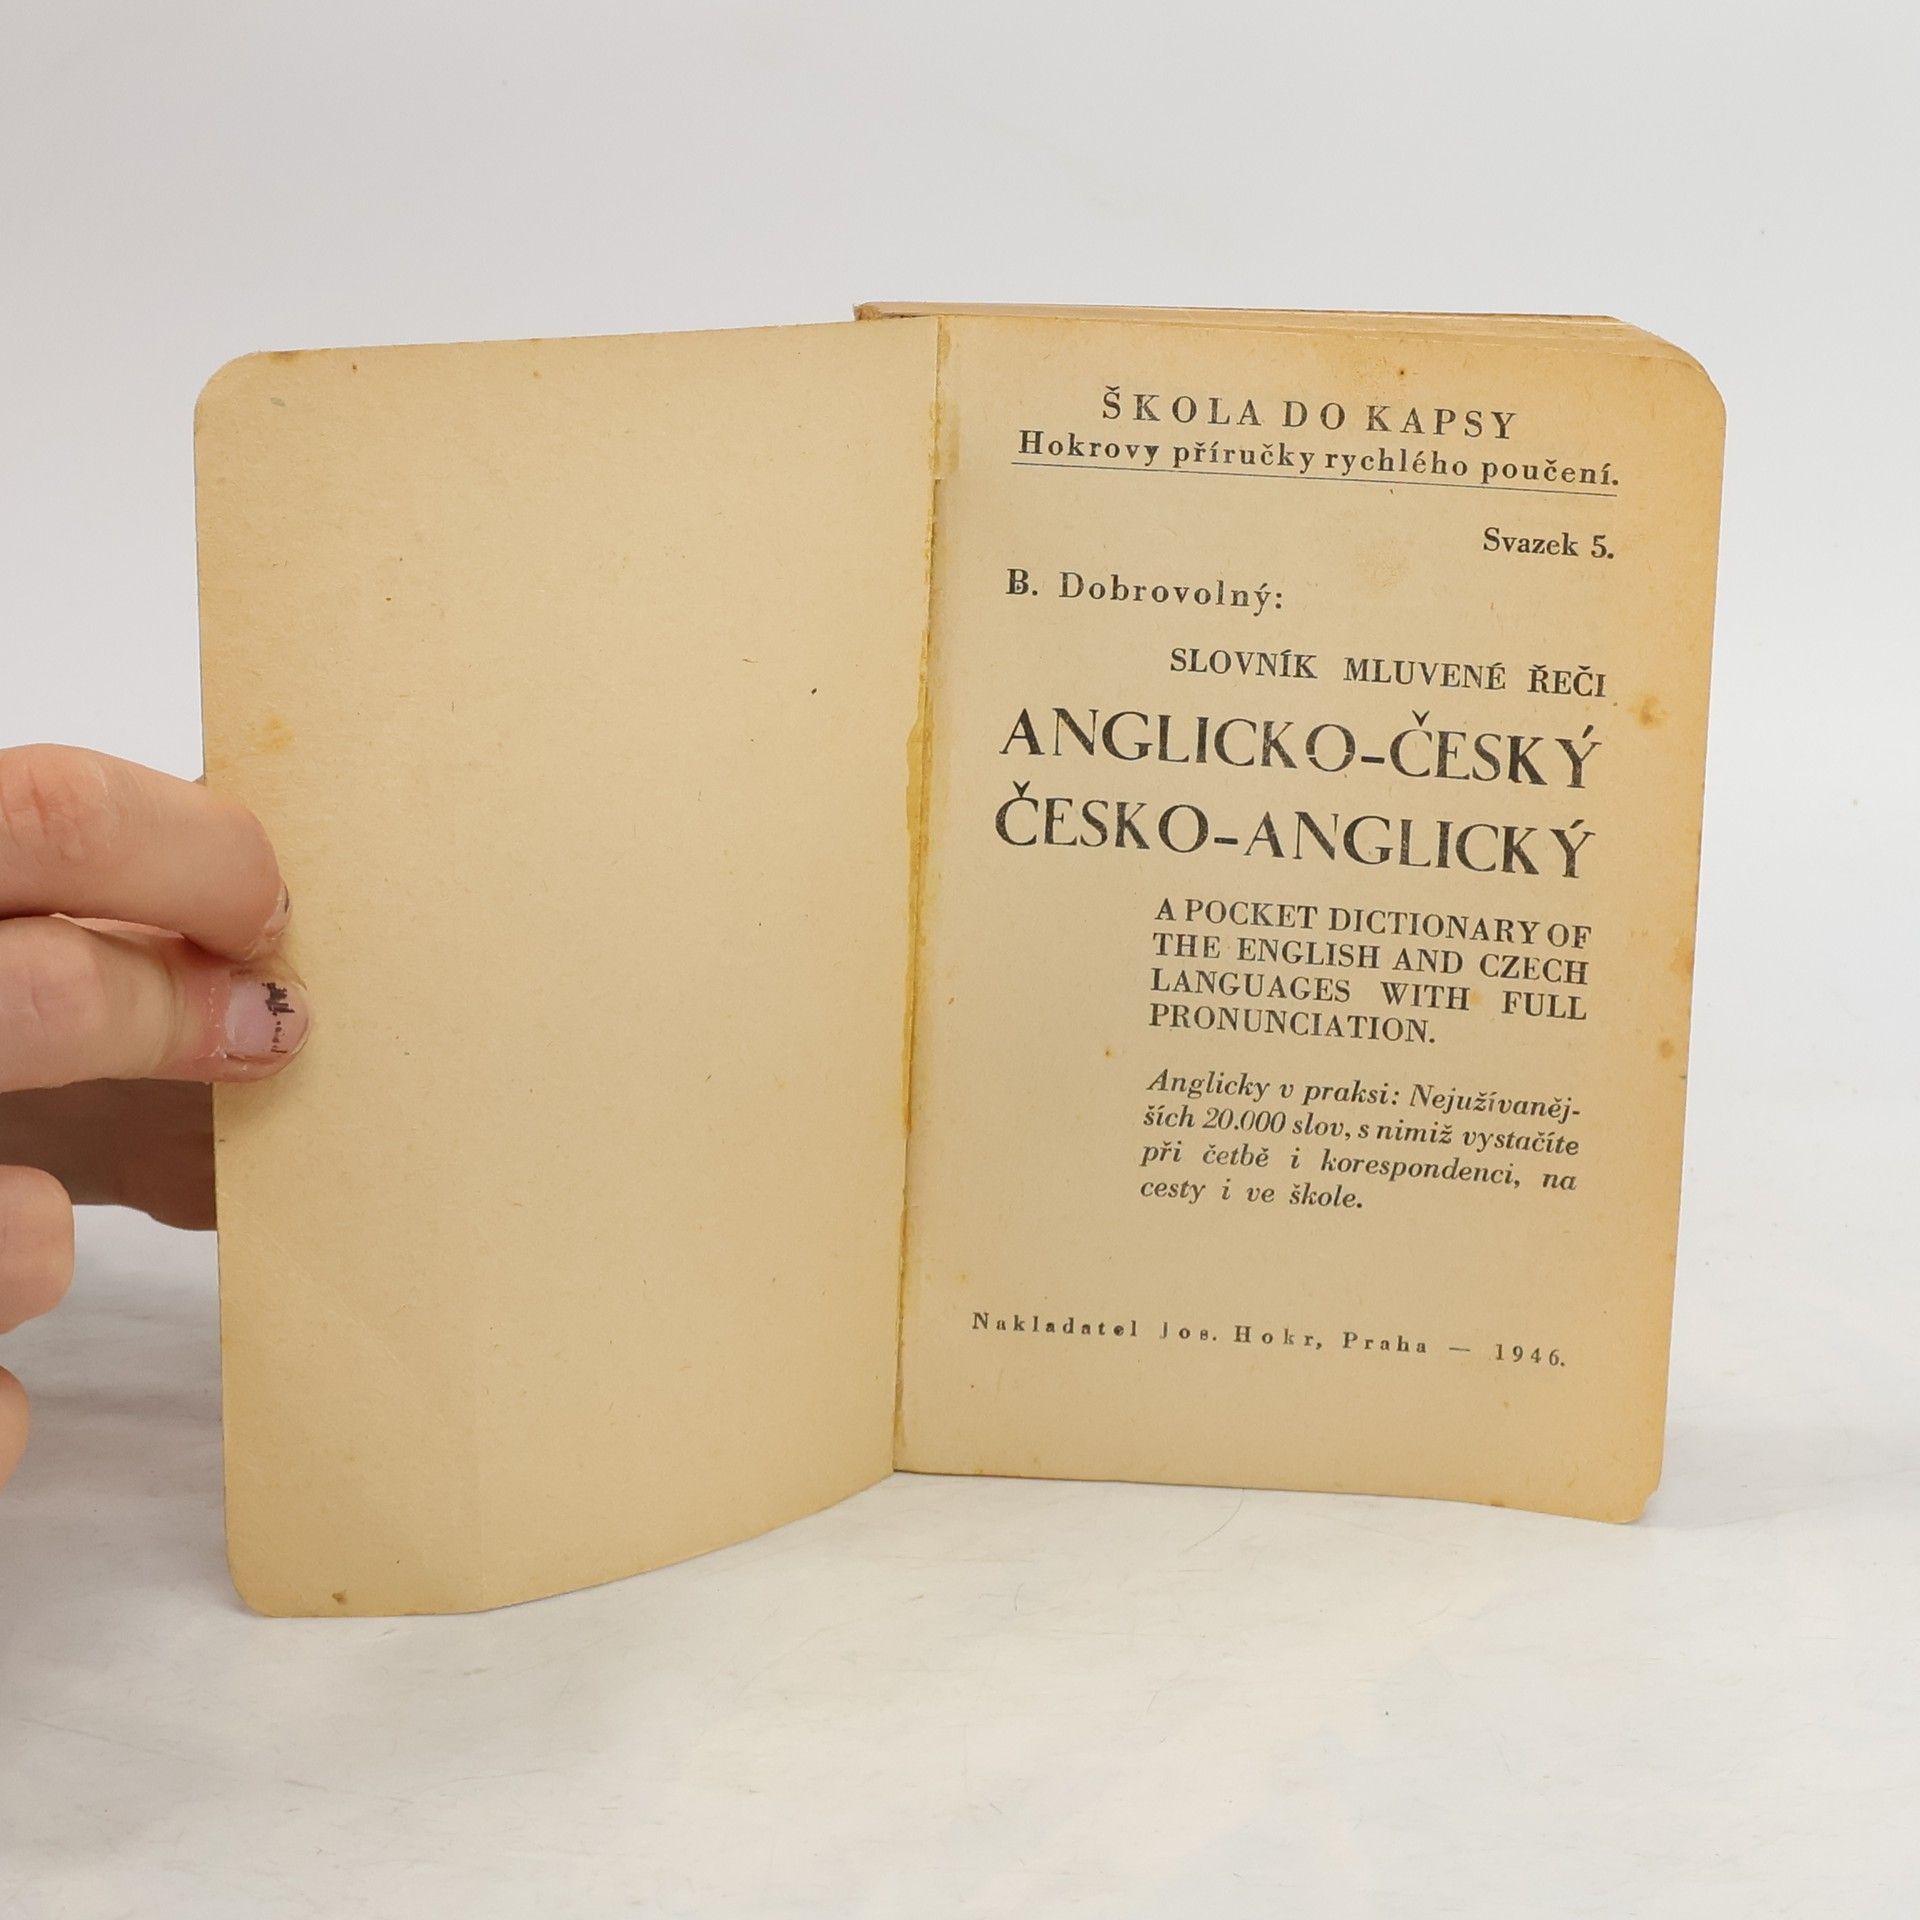 ŠKOLA DO KAPSY
Hokrovy příručky rychlého poučení.
Svazek 5.
B. Dobrovolný:
SLOVNÍK MLUVENÉ ŘEČI
ANGLICKO-ČESKÝ
ČESKO-ANGLICKÝ
A POCKET DICTIONARY OF
THE ENGLISH AND CZECH
LANGUAGES WITH FULL
PRONUNCIATION.
Anglicky v praksi: Nejužívaněj-
ších 20.000 slov, s nimiž vystačíte
při četbě i korespondenci, na
cesty i ve škole.
Nakladatel Jos. Hokr, Praha — 1946.